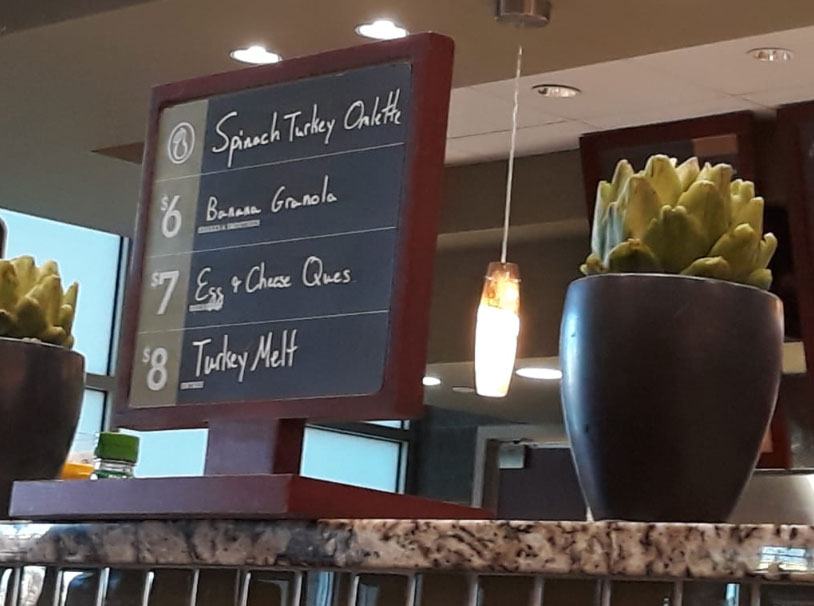 Spinach Turkey Omlette
$6 Banana Granola
$7 Egg & Cheese Ques
$8 Turkey Melt